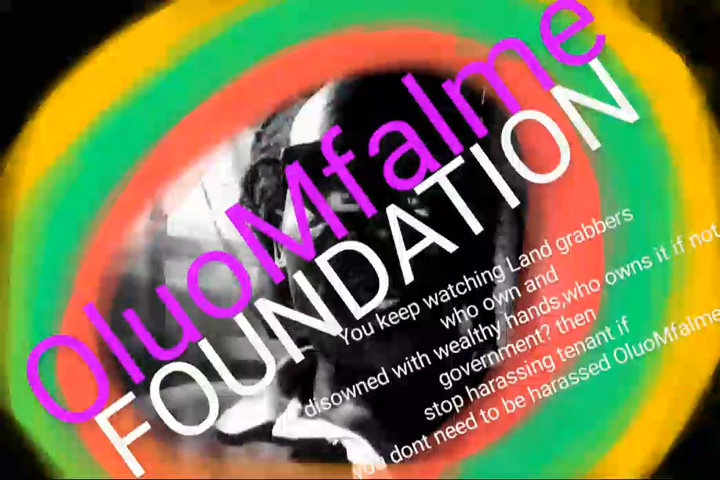 OluoMfalme
FOUNDATION
You keep watching Land grabbers
who own and
disowned with wealthy hands,who owns it if not
government? then
stop harassing tenant if
you dont need to be harassed OluoMfalme